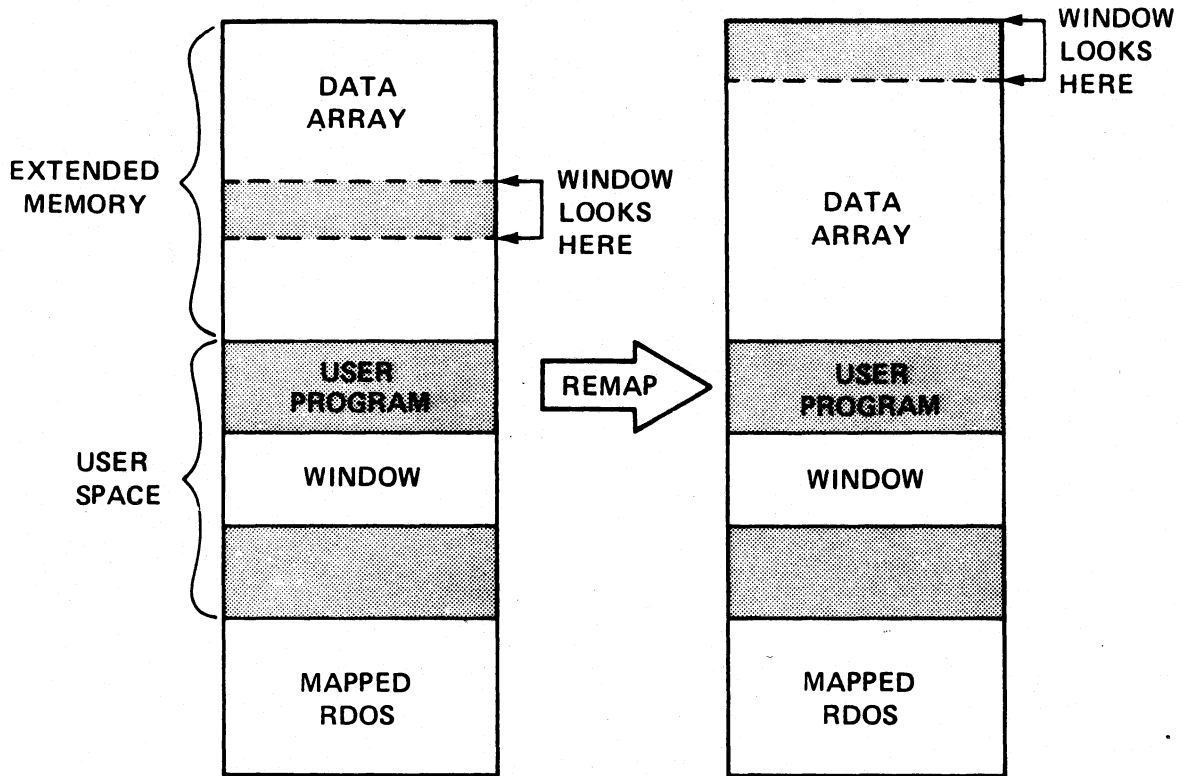 DATA
ARRAY
EXTENDED
MEMORY
WINDOW
LOOKS
HERE
USER
PROGRAM
USER
SPACE
WINDOW
MAPPED
RDOS
REMAP
WINDOW
LOOKS
HERE
DATA
ARRAY
USER
PROGRAM
WINDOW
MAPPED
RDOS